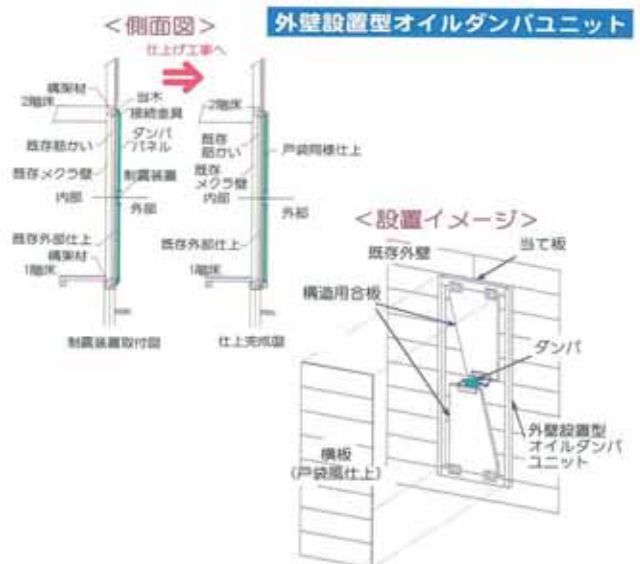 外壁設置型オイルダンパユニット
＜側面図＞
仕上げ工事へ
横架材
2階床
当木
接続金具
既存筋かい
ダンパ
パネル
既存メクラ壁
制震装置
内部
外部
既存外部仕上
横架材
1階床
制震装置取付図
2階床
既存
筋かい
戸袋同様仕上
既存
メクラ壁
内部
外部
既存外部仕上
1階床
仕上完成図
＜設置イメージ＞
既存外壁
当て板
構造用合板
ダンパ
外壁設置型
オイルダンパ
ユニット
横板
(戸袋風仕上)